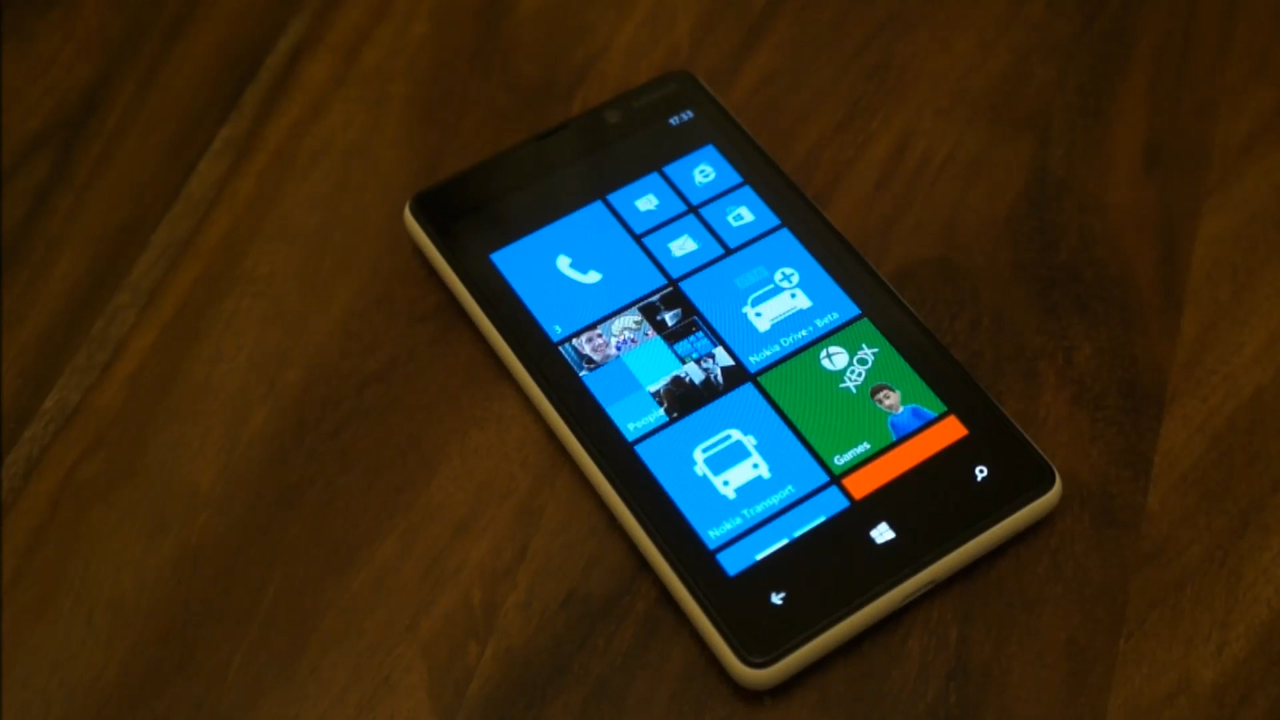 17:33
3
Nokia Drive+ Beta
People
XBOX
Games
Nokia Transport